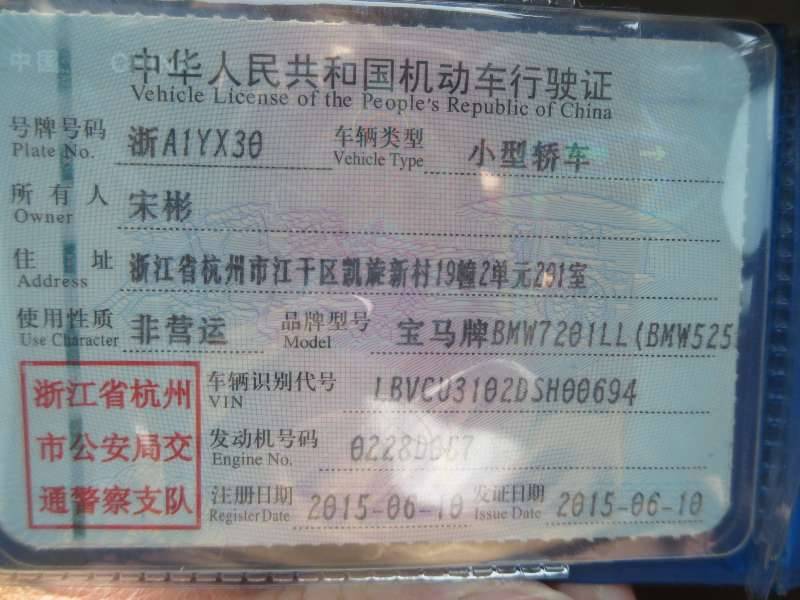 中国
中华人民共和国机动车行驶证
Vehicle License of the People's Republic of China
号牌号码 浙A1YX30 车辆类型 小型轿车
Plate No. Vehicle Type
所有人 宋彬
Owner
住址 浙江省杭州市江干区凯旋新村19幢2单元291室
Address
使用性质 非营运 品牌型号 宝马牌BMW7201LL(BMW525
Use Character Model
浙江省杭州
市公安局交
通警察支队
车辆识别代号 LBVCU3102DSH00694
VIN
发动机号码
Engine No.
注册日期 2015-06-10 发证日期 2015-06-10
Register Date Issue Date